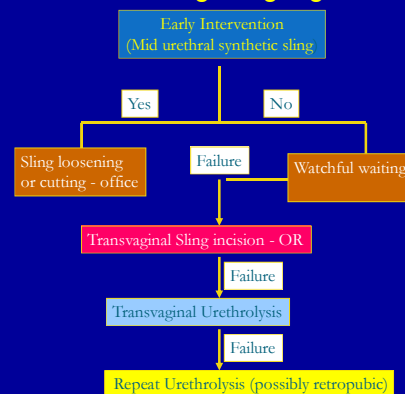 Early Intervention
(Mid urethral synthetic sling
Yes
No
Sling loosening
or cutting - office
Failure
Watchful waiting
Transvaginal Sling incision - OR
Failure
Transvaginal Urethrolysis
Failure
Repeat Urethrolysis (possibly retropubic)